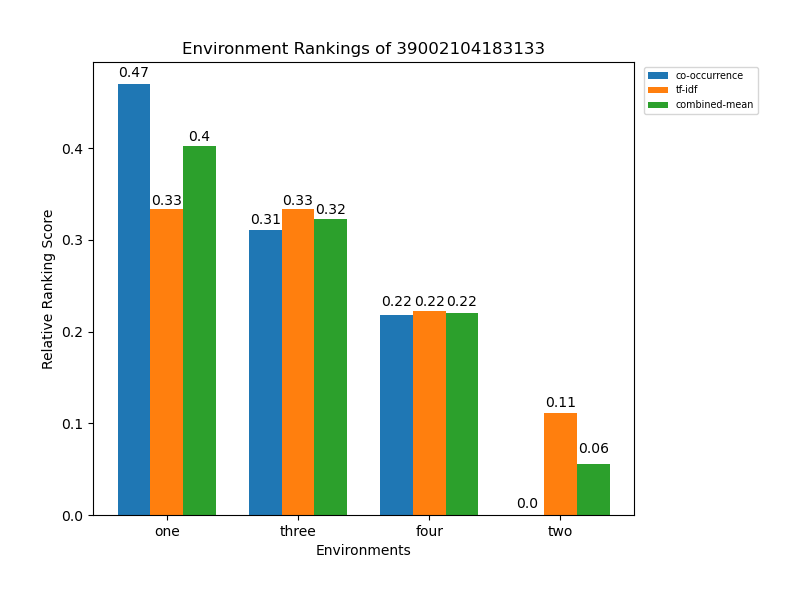 Environment Rankings of 39002104183133
co-occurrence
tf-idf
combined-mean
Relative Ranking Score
0.4
0.3
0.2
0.1
0.0
0.47
0.33
0.4
0.31
0.33
0.32
0.22 0.22 0.22
0.0
0.11
0.06
one three four two
Environments